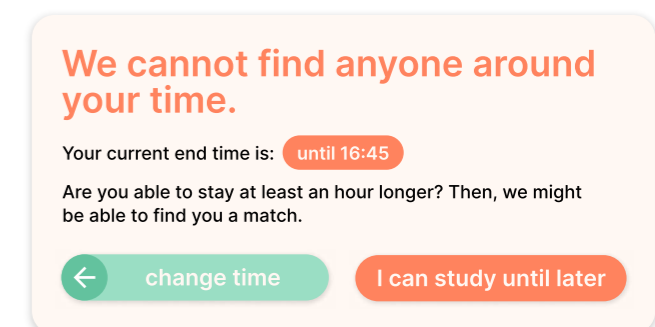 We cannot find anyone around
your time.
Your current end time is: until 16:45
Are you able to stay at least an hour longer? Then, we might
be able to find you a match.
change time
I can study until later